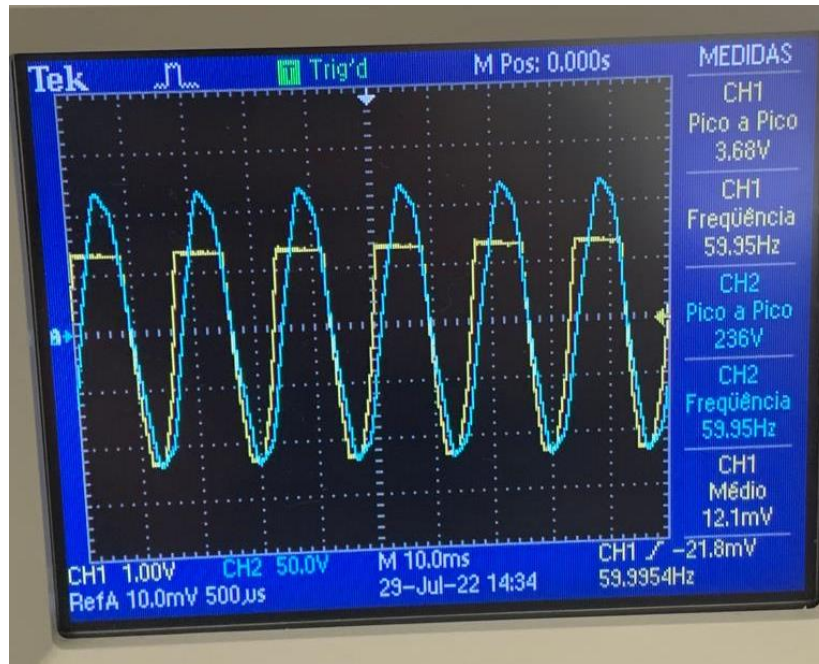 Tek Trig'd M Pos: 0.000s MEDIDAS
CH1
Pico a Pico
3.68V
CH1
Freqüência
59.95Hz
CH2
Pico a Pico
236V
CH2
Freqüência
59.95Hz
CH1
Médio
12.1mV
CH1 1.00V CH2 50.0V M 10.0ms CH1 -21.8mV
RefA 10.0mV 500µs 29-Jul-22 14:34 59.9954Hz